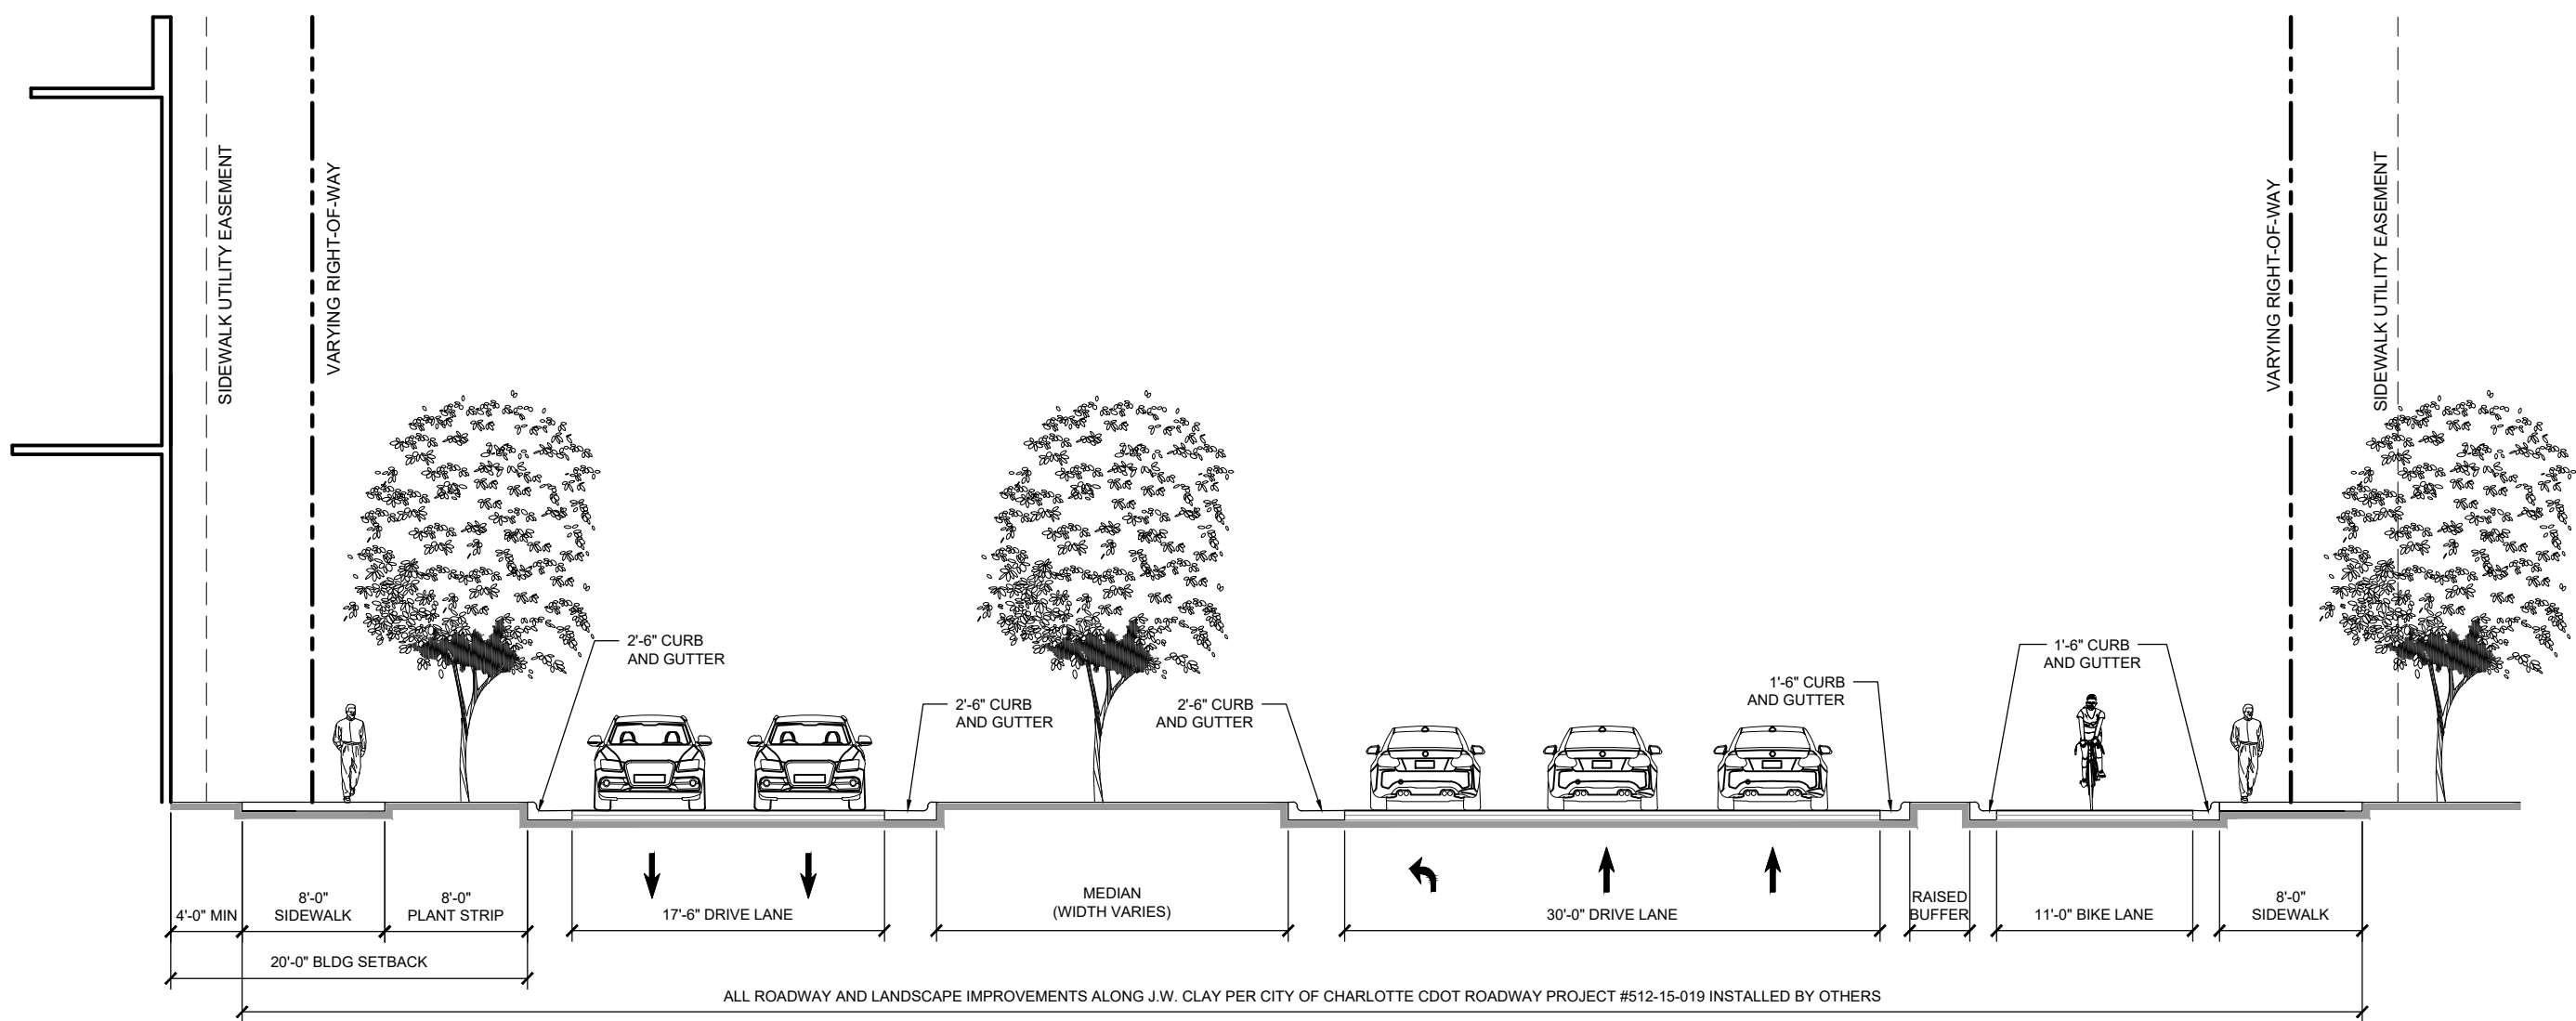 SIDEWALK UTILITY EASEMENT
VARYING RIGHT-OF-WAY
VARYING RIGHT-OF-WAY
SIDEWALK UTILITY EASEMENT
2'-6" CURB
AND GUTTER
2'-6" CURB
AND GUTTER
2'-6" CURB
AND GUTTER
1'-6" CURB
AND GUTTER
1'-6" CURB
AND GUTTER
4'-0" MIN
8'-0"
SIDEWALK
8'-0"
PLANT STRIP
17'-6" DRIVE LANE
MEDIAN
(WIDTH VARIES)
30'-0" DRIVE LANE
RAISED
BUFFER
11'-0" BIKE LANE
8'-0"
SIDEWALK
20'-0" BLDG SETBACK
ALL ROADWAY AND LANDSCAPE IMPROVEMENTS ALONG J.W. CLAY PER CITY OF CHARLOTTE CDOT ROADWAY PROJECT #512-15-019 INSTALLED BY OTHERS